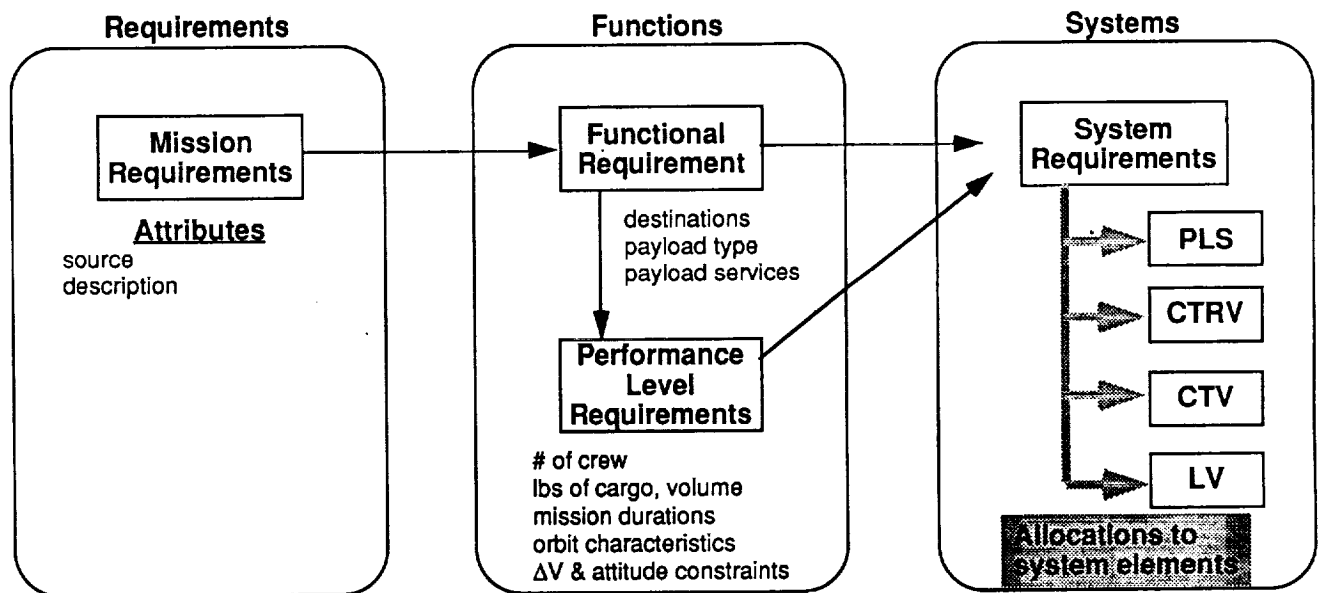 Requirements
Mission
Requirements
Attributes
source
description
Functions
Functional
Requirement
destinations
payload type
payload services
Performance
Level
Requirements
# of crew
lbs of cargo, volume
mission durations
orbit characteristics
ΔV & attitude constraints
Systems
System
Requirements
PLS
CTRV
CTV
LV
Allocations to
system elements